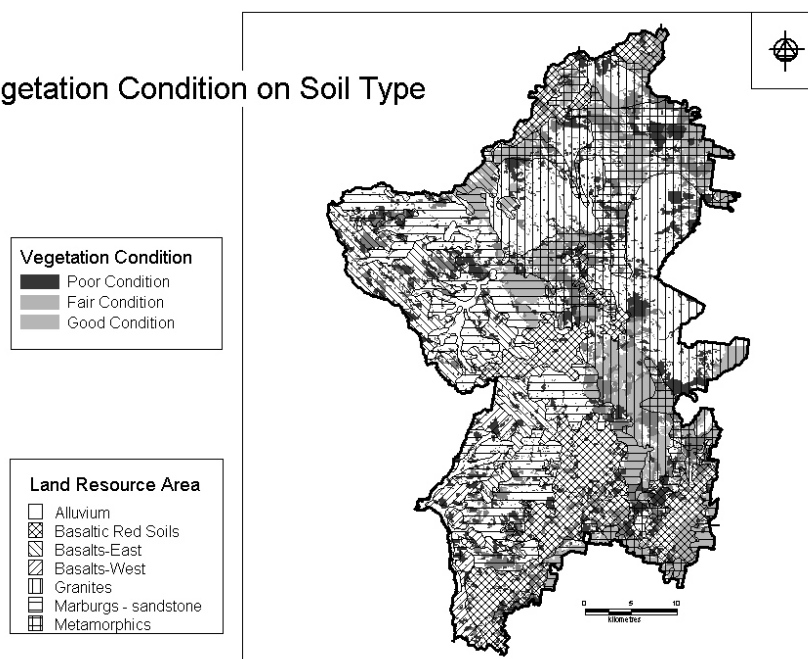 getation Condition on Soil Type
Vegetation Condition
Poor Condition
Fair Condition
Good Condition
Land Resource Area
Alluvium
Basaltic Red Soils
Basalts-East
Basalts-West
Granites
Marburgs - sandstone
Metamorphics
0 5 10
kilometres